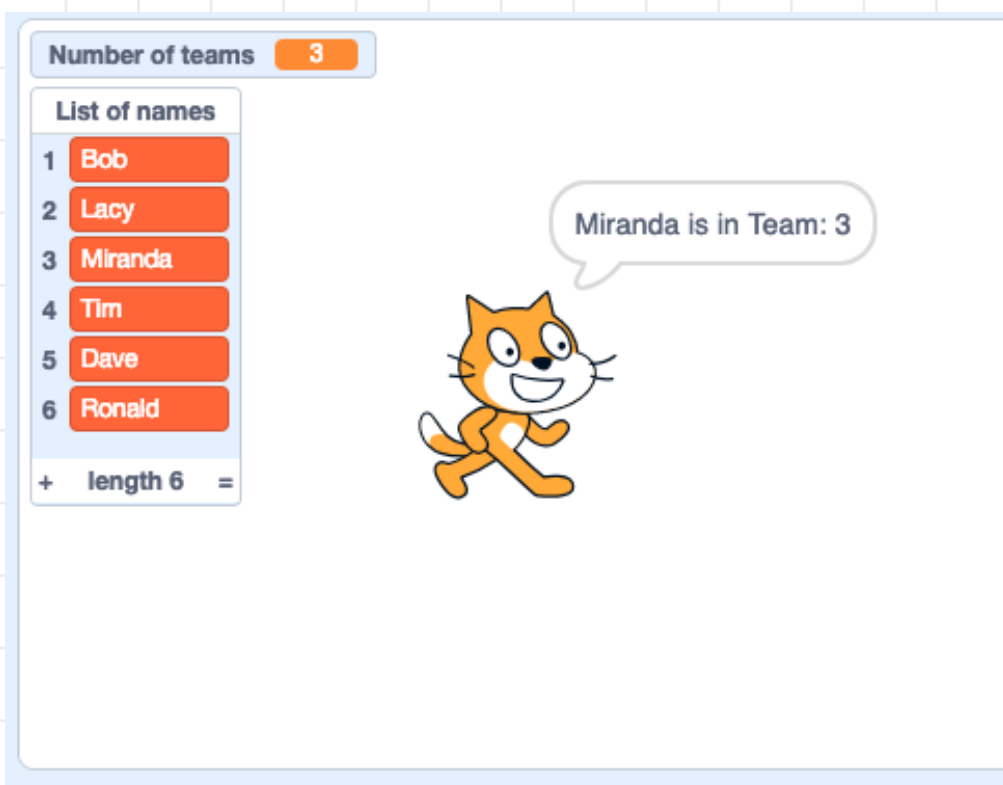 Number of teams 3
List of names
1 Bob
2 Lacy
3 Miranda
4 Tim
5 Dave
6 Ronald
+ length 6 =
Miranda is in Team: 3